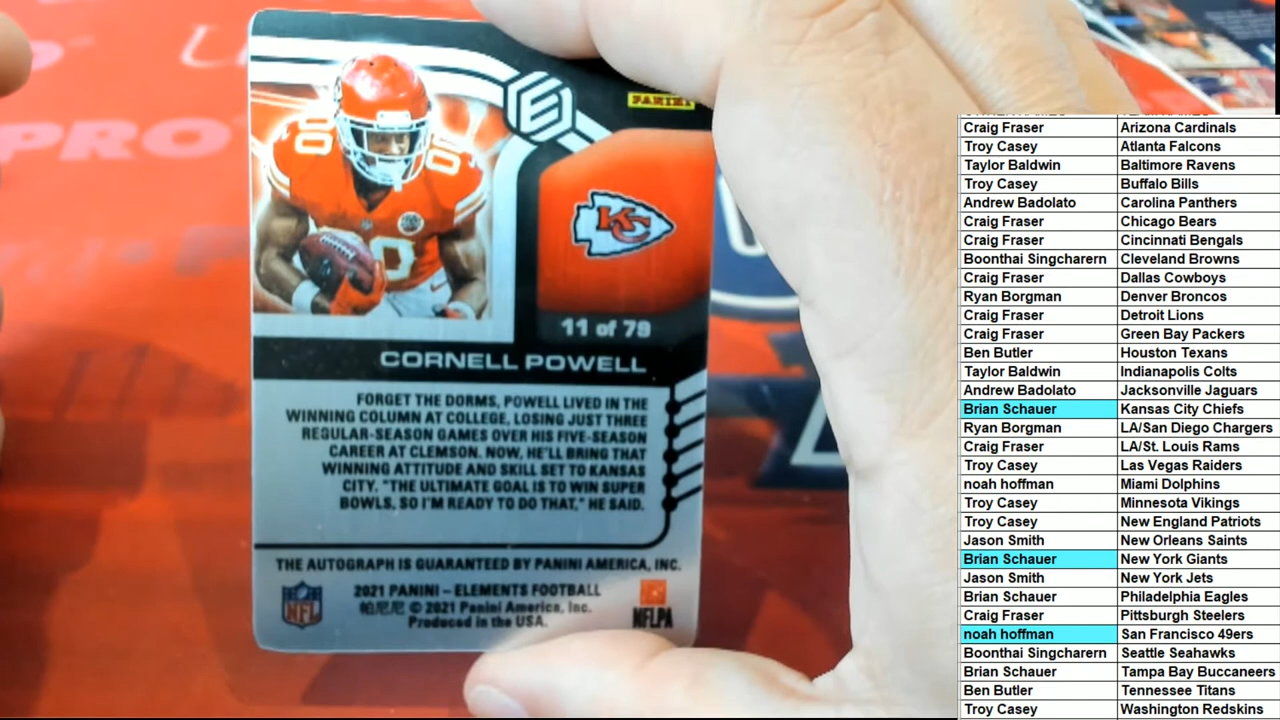 PANINI
KC
11 of 79
CORNELL POWELL
FORGET THE DORMS, POWELL LIVED IN THE
WINNING COLUMN AT COLLEGE, LOSING JUST THREE
REGULAR-SEASON GAMES OVER HIS FIVE-SEASON
CAREER AT CLEMSON. NOW, HE'LL BRING THAT
WINNING ATTITUDE AND SKILL SET TO KANSAS
CITY. "THE ULTIMATE GOAL IS TO WIN SUPER
BOWLS, SO I'M READY TO DO THAT," HE SAID.
THE AUTOGRAPH IS GUARANTEED BY PANINI AMERICA, INC.
2021 PANINI – ELEMENTS FOOTBALL
帕尼尼 © 2021 Panini America, Inc.
Produced in the USA.
NFL
NFLPA
PRO
Craig Fraser Arizona Cardinals
Troy Casey Atlanta Falcons
Taylor Baldwin Baltimore Ravens
Troy Casey Buffalo Bills
Andrew Badolato Carolina Panthers
Craig Fraser Chicago Bears
Craig Fraser Cincinnati Bengals
Boonthai Singcharern Cleveland Browns
Craig Fraser Dallas Cowboys
Ryan Borgman Denver Broncos
Craig Fraser Detroit Lions
Craig Fraser Green Bay Packers
Ben Butler Houston Texans
Taylor Baldwin Indianapolis Colts
Andrew Badolato Jacksonville Jaguars
Brian Schauer Kansas City Chiefs
Ryan Borgman LA/San Diego Chargers
Craig Fraser LA/St. Louis Rams
Troy Casey Las Vegas Raiders
noah hoffman Miami Dolphins
Troy Casey Minnesota Vikings
Troy Casey New England Patriots
Jason Smith New Orleans Saints
Brian Schauer New York Giants
Jason Smith New York Jets
Brian Schauer Philadelphia Eagles
Craig Fraser Pittsburgh Steelers
noah hoffman San Francisco 49ers
Boonthai Singcharern Seattle Seahawks
Brian Schauer Tampa Bay Buccaneers
Ben Butler Tennessee Titans
Troy Casey Washington Redskins